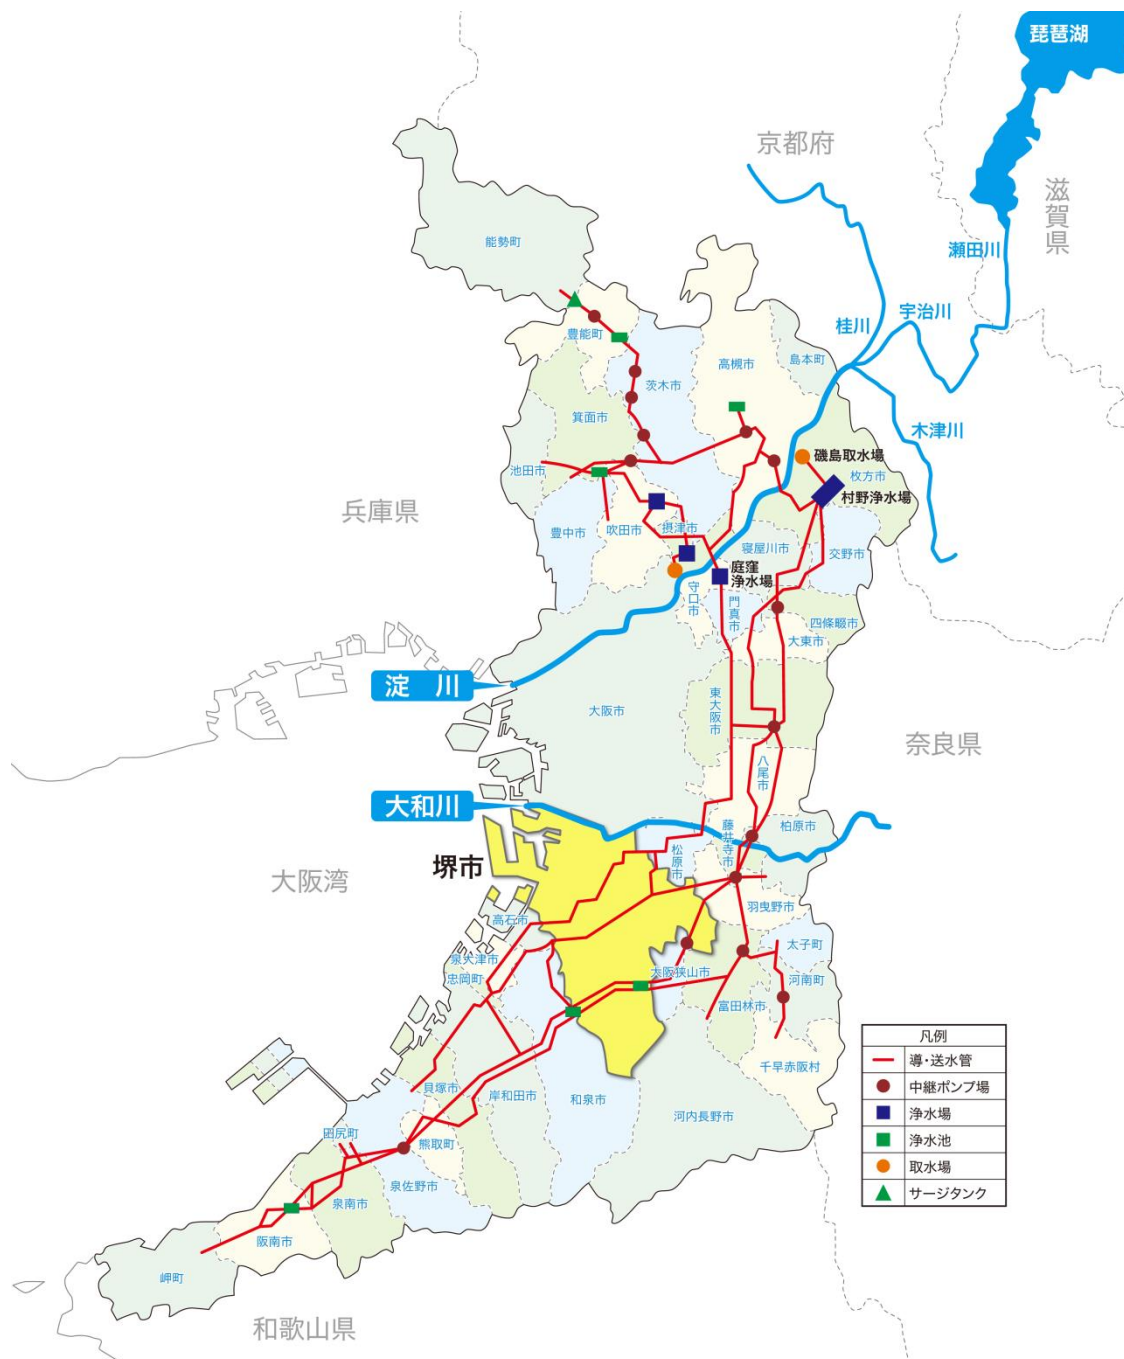 琵琶湖
京都府
滋賀県
能勢町
瀬田川
宇治川
桂川
豊能町
島本町
高槻市
茨木市
箕面市
木津川
磯島取水場
池田市
枚方市
村野浄水場
兵庫県
豊中市
吹田市
摂津市
寝屋川市
交野市
庭窪
浄水場
守口市
門真市
四條畷市
大東市
淀 川
大阪市
東大阪市
奈良県
八尾市
大和川
柏原市
藤井寺市
松原市
堺市
大阪湾
羽曳野市
高石市
太子町
泉大津市
大阪狭山市
忠岡町
河南町
富田林市
千早赤阪村
貝塚市
岸和田市
和泉市
河内長野市
田尻町
熊取町
泉佐野市
泉南市
阪南市
岬町
和歌山県
凡例
導・送水管
中継ポンプ場
浄水場
浄水池
取水場
サージタンク